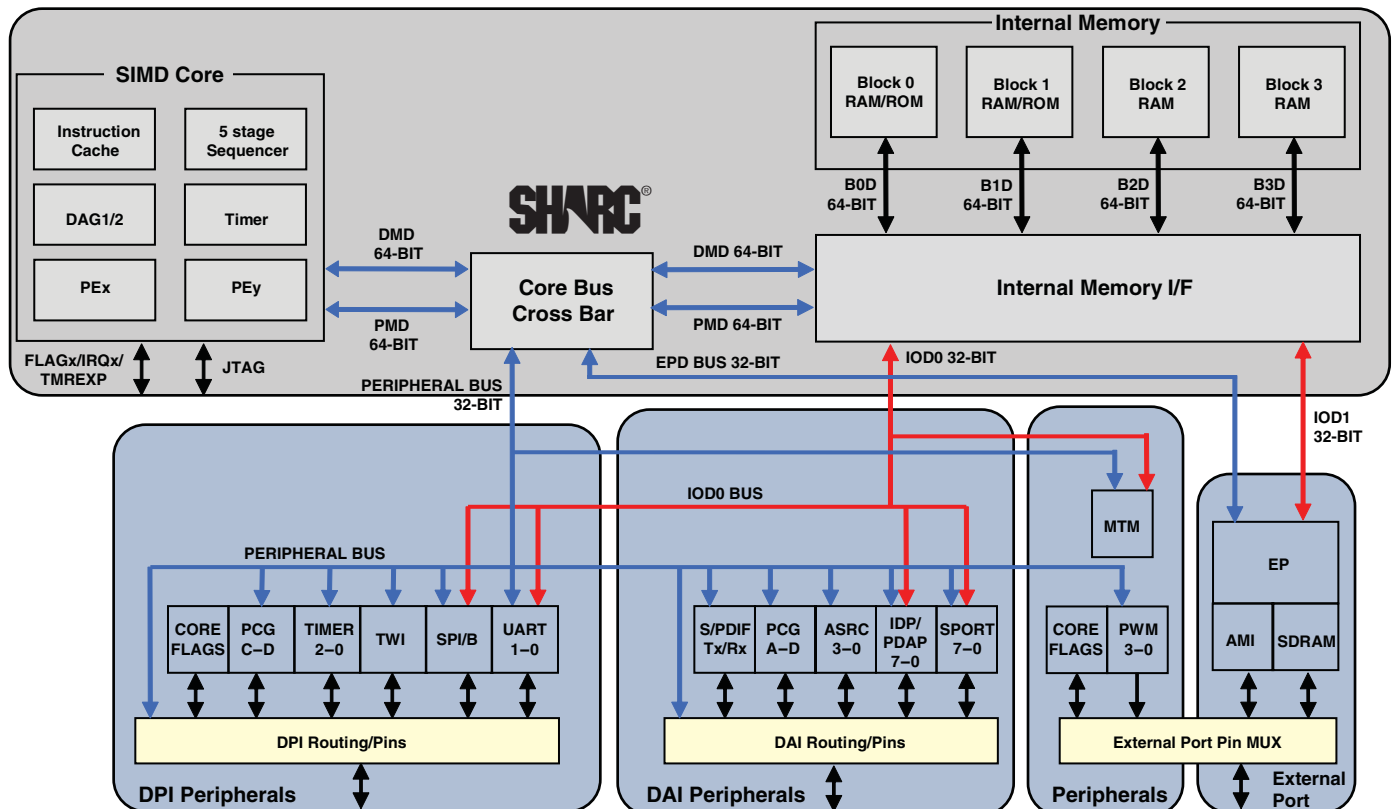 Internal Memory
SIMD Core
Block 0
RAM/ROM
Block 1
RAM/ROM
Block 2
RAM
Block 3
RAM
Instruction
Cache
5 stage
Sequencer
DAG1/2
Timer
PEx
PEy
B0D
64-BIT
B1D
64-BIT
B2D
64-BIT
B3D
64-BIT
SHARC®
DMD
64-BIT
PMD
64-BIT
Core Bus
Cross Bar
DMD 64-BIT
PMD 64-BIT
Internal Memory I/F
FLAGx/IRQx/
TMREXP
JTAG
PERIPHERAL BUS
32-BIT
EPD BUS 32-BIT
IOD0 32-BIT
IOD1
32-BIT
IOD0 BUS
PERIPHERAL BUS
MTM
EP
AMI
SDRAM
CORE
FLAGS
PCG
C–D
TIMER
2–0
TWI
SPI/B
UART
1–0
S/PDIF
Tx/Rx
PCG
A–D
ASRC
3–0
IDP/
PDAP
7–0
SPORT
7–0
CORE
FLAGS
PWM
3–0
DPI Routing/Pins
DAI Routing/Pins
External Port Pin MUX
DPI Peripherals
DAI Peripherals
Peripherals
External
Port